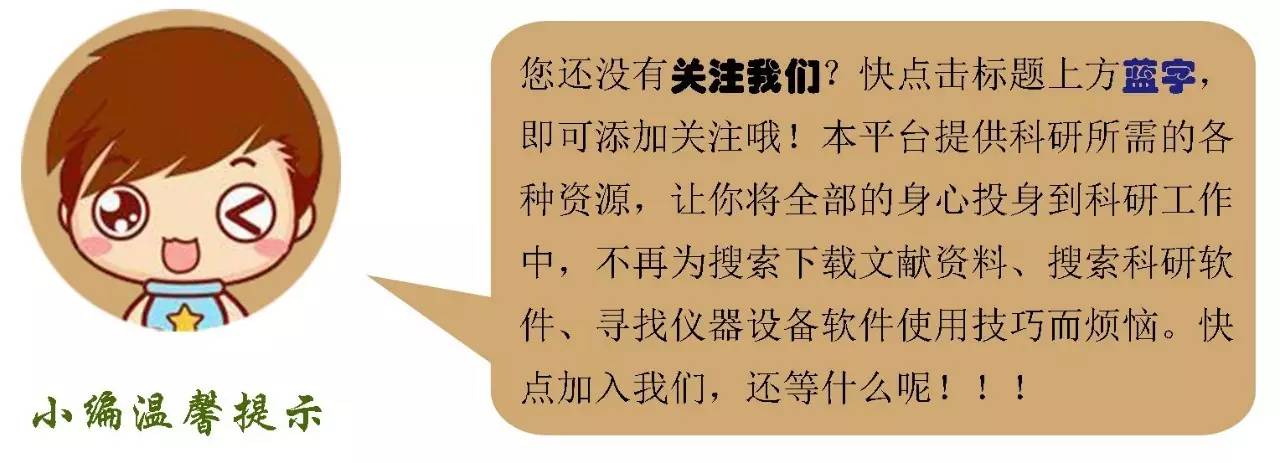 您还没有关注我们？快点击标题上方蓝字，
即可添加关注哦！本平台提供科研所需的各
种资源，让你将全部的身心投身到科研工作
中，不再为搜索下载文献资料、搜索科研软
件、寻找仪器设备软件使用技巧而烦恼。快
点加入我们，还等什么呢！！！
小编温馨提示